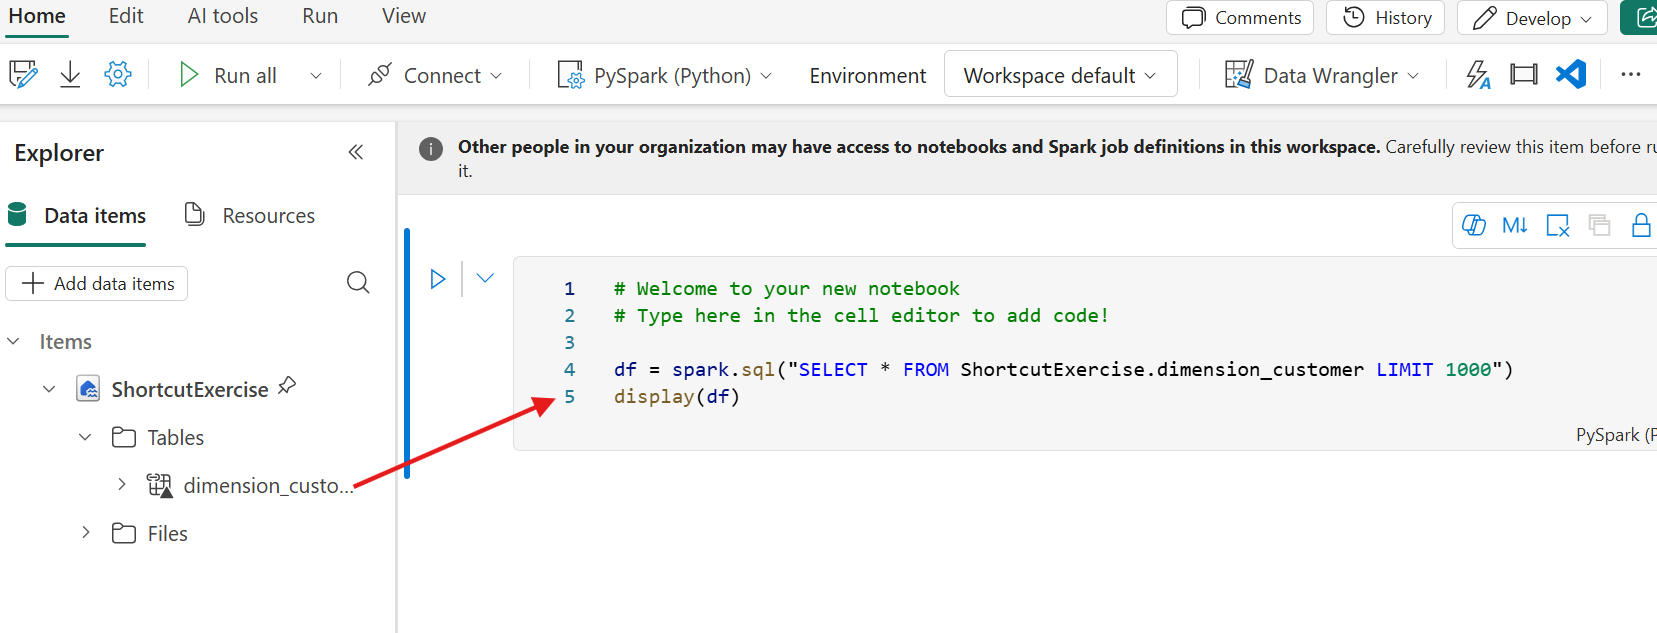 Home Edit AI tools Run View Comments History Develop
Run all Connect PySpark (Python) Environment Workspace default Data Wrangler ...
Explorer
Data items Resources
Add data items
Items
ShortcutExercise
Tables
dimension_custo...
Files
Other people in your organization may have access to notebooks and Spark job definitions in this workspace. Carefully review this item before
it.
M↓
1 # Welcome to your new notebook
2 # Type here in the cell editor to add code!
3
4 df = spark.sql("SELECT * FROM ShortcutExercise.dimension_customer LIMIT 1000")
5 display(df)
PySpark (